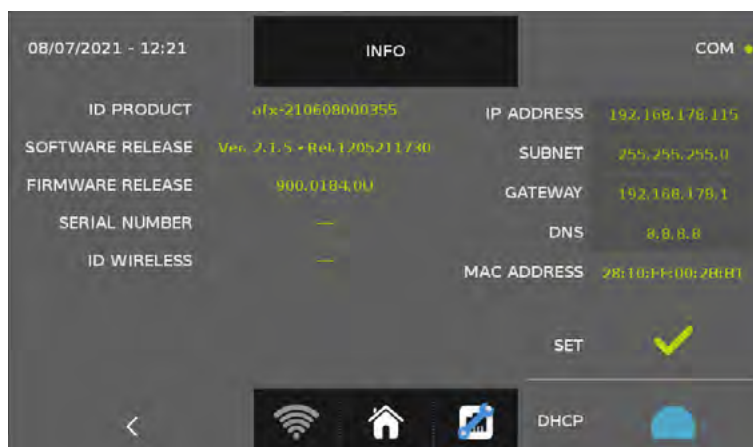 08/07/2021 - 12:21
INFO
COM
ID PRODUCT afx-210608000355
SOFTWARE RELEASE Ver. 2.1.5 - Rel.1205211730
FIRMWARE RELEASE 900.0184.0U
SERIAL NUMBER —
ID WIRELESS —
IP ADDRESS 192.168.178.115
SUBNET 255.255.255.0
GATEWAY 192.168.178.1
DNS 8.8.8.8
MAC ADDRESS
SET
DHCP